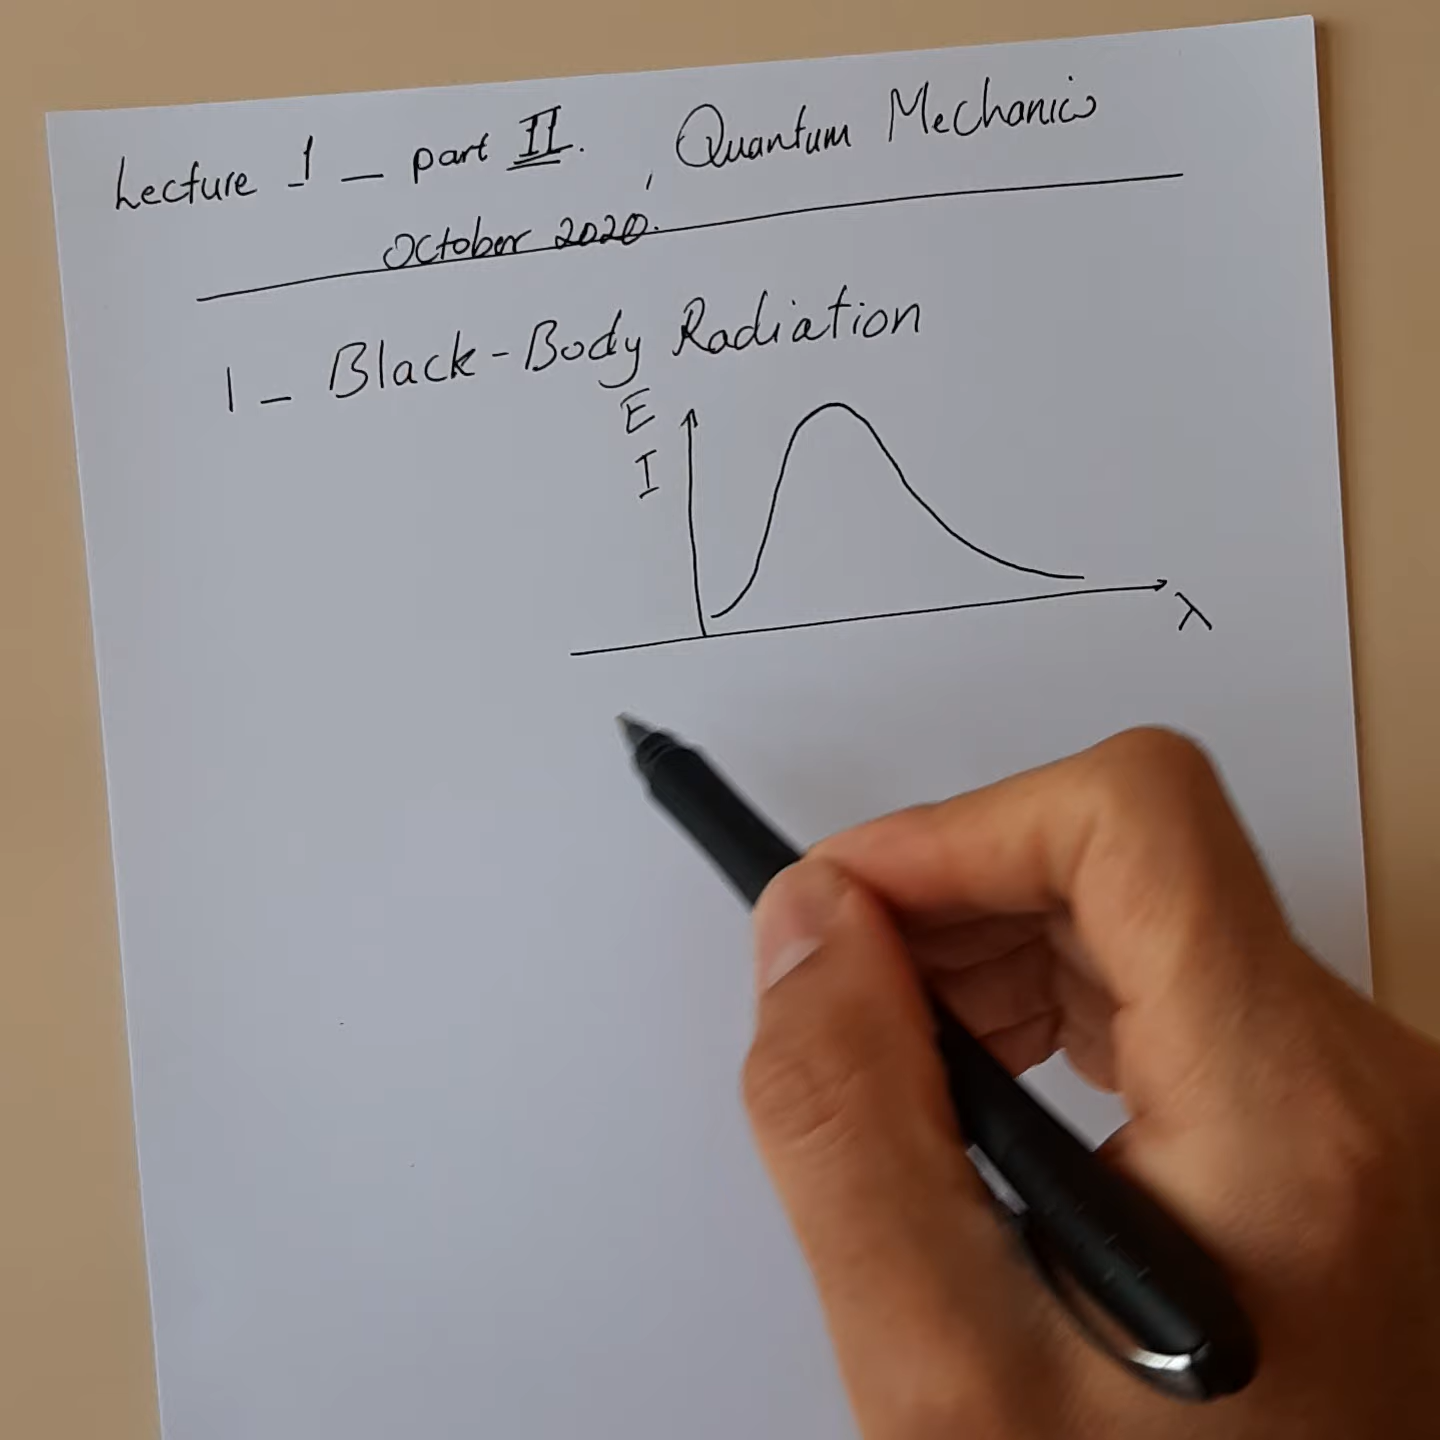 Lecture 1 - part II. , Quantum Mechanics
October 2020.
1 - Black-Body Radiation
E
I
λ